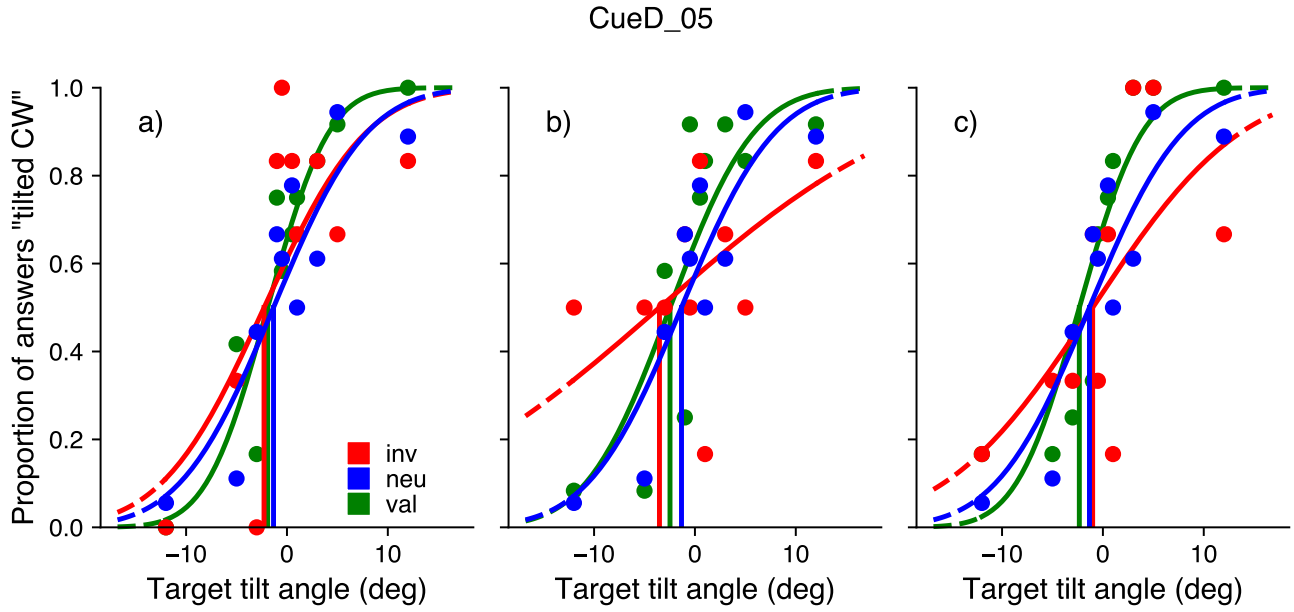 CueD_05
Proportion of answers "tilted CW"
1.0
0.8
0.6
0.4
0.2
0.0
a)
inv
neu
val
−10
0
10
Target tilt angle (deg)
b)
−10
0
10
Target tilt angle (deg)
c)
−10
0
10
Target tilt angle (deg)